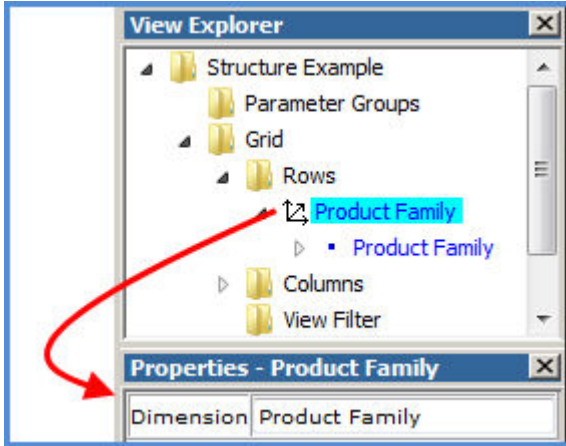 View Explorer
Structure Example
Parameter Groups
Grid
Rows
Product Family
Product Family
Columns
View Filter
Properties - Product Family
Dimension Product Family